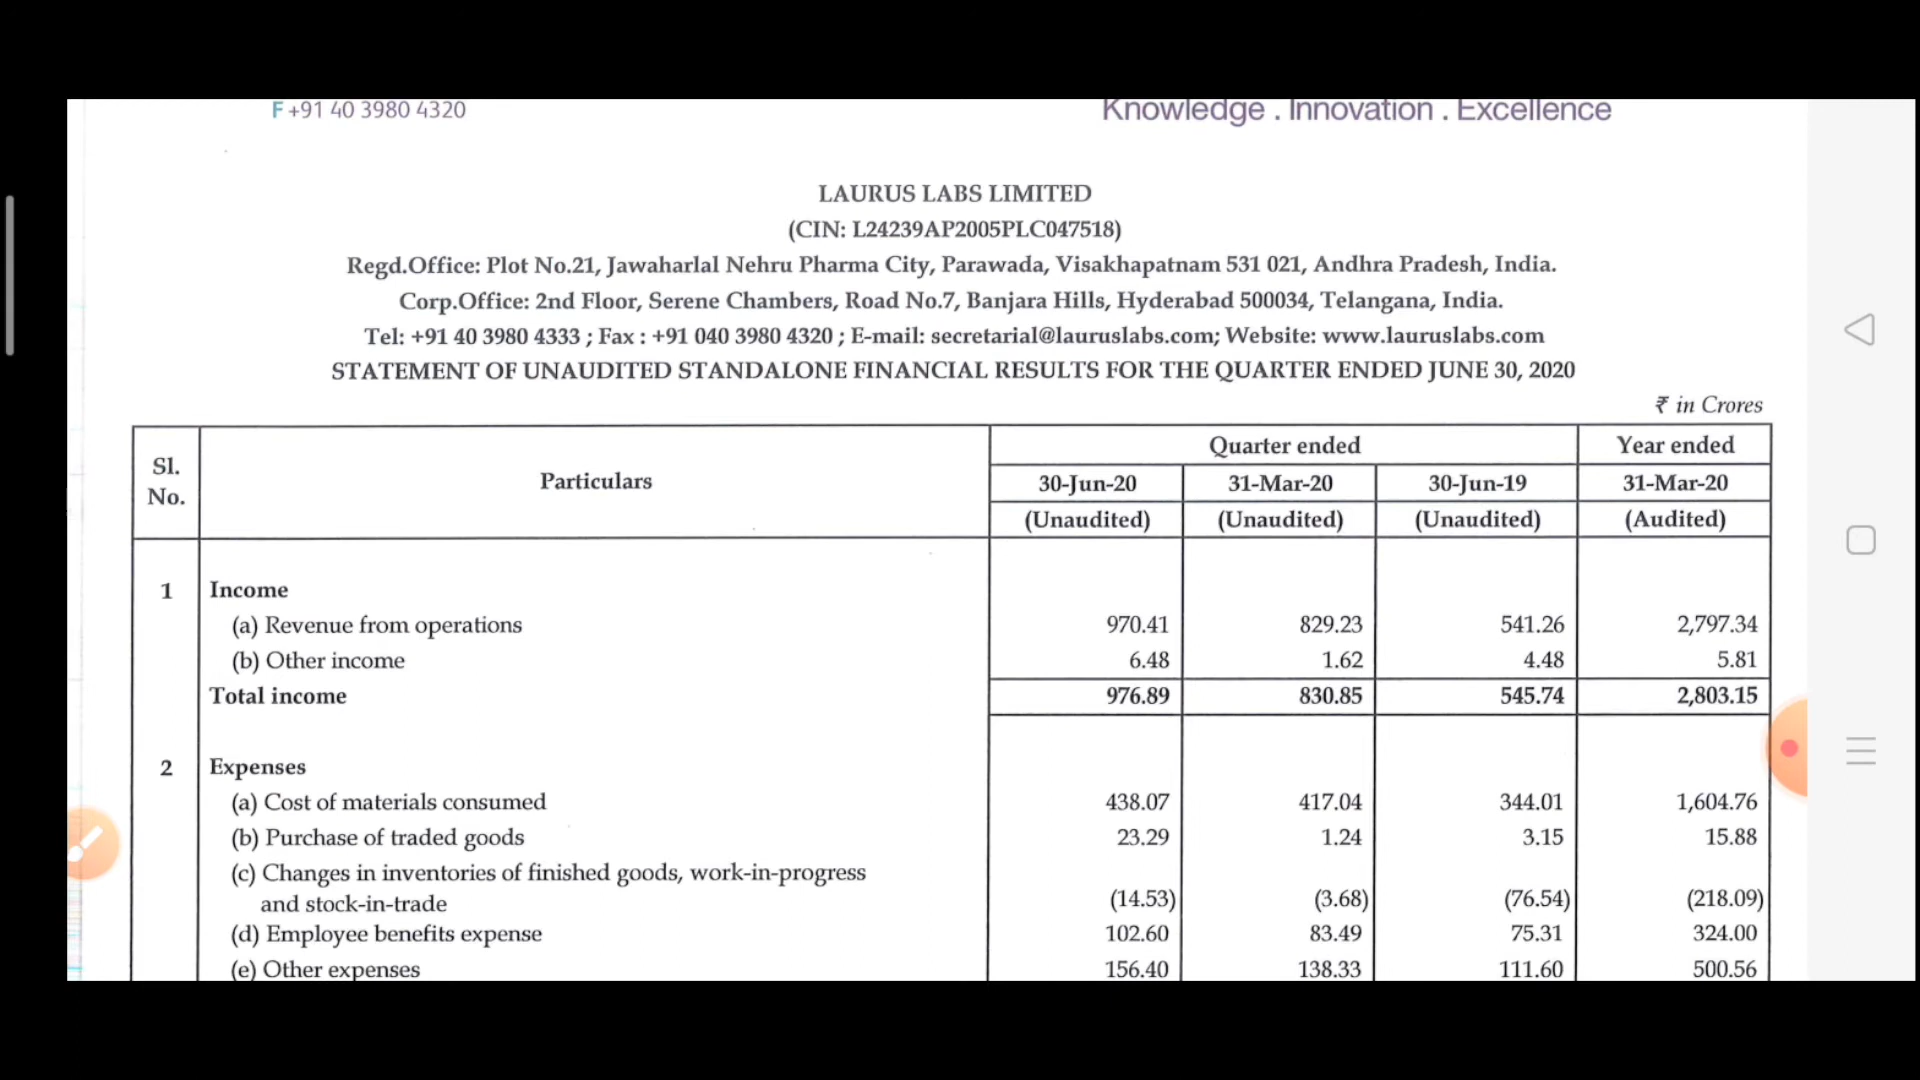 F +91 40 3980 4320
Knowledge . Innovation . Excellence
LAURUS LABS LIMITED
(CIN: L24239AP2005PLC047518)
Regd.Office: Plot No.21, Jawaharlal Nehru Pharma City, Parawada, Visakhapatnam 531 021, Andhra Pradesh, India.
Corp.Office: 2nd Floor, Serene Chambers, Road No.7, Banjara Hills, Hyderabad 500034, Telangana, India.
Tel: +91 40 3980 4333 ; Fax : +91 040 3980 4320 ; E-mail: secretarial@lauruslabs.com; Website: www.lauruslabs.com
STATEMENT OF UNAUDITED STANDALONE FINANCIAL RESULTS FOR THE QUARTER ENDED JUNE 30, 2020
₹ in Crores
Sl. No. Particulars Quarter ended Year ended
30-Jun-20 31-Mar-20 30-Jun-19 31-Mar-20
(Unaudited) (Unaudited) (Unaudited) (Audited)
1 Income
(a) Revenue from operations 970.41 829.23 541.26 2,797.34
(b) Other income 6.48 1.62 4.48 5.81
Total income 976.89 830.85 545.74 2,803.15
2 Expenses
(a) Cost of materials consumed 438.07 417.04 344.01 1,604.76
(b) Purchase of traded goods 23.29 1.24 3.15 15.88
(c) Changes in inventories of finished goods, work-in-progress
and stock-in-trade (14.53) (3.68) (76.54) (218.09)
(d) Employee benefits expense 102.60 83.49 75.31 324.00
(e) Other expenses 156.40 138.33 111.60 500.56